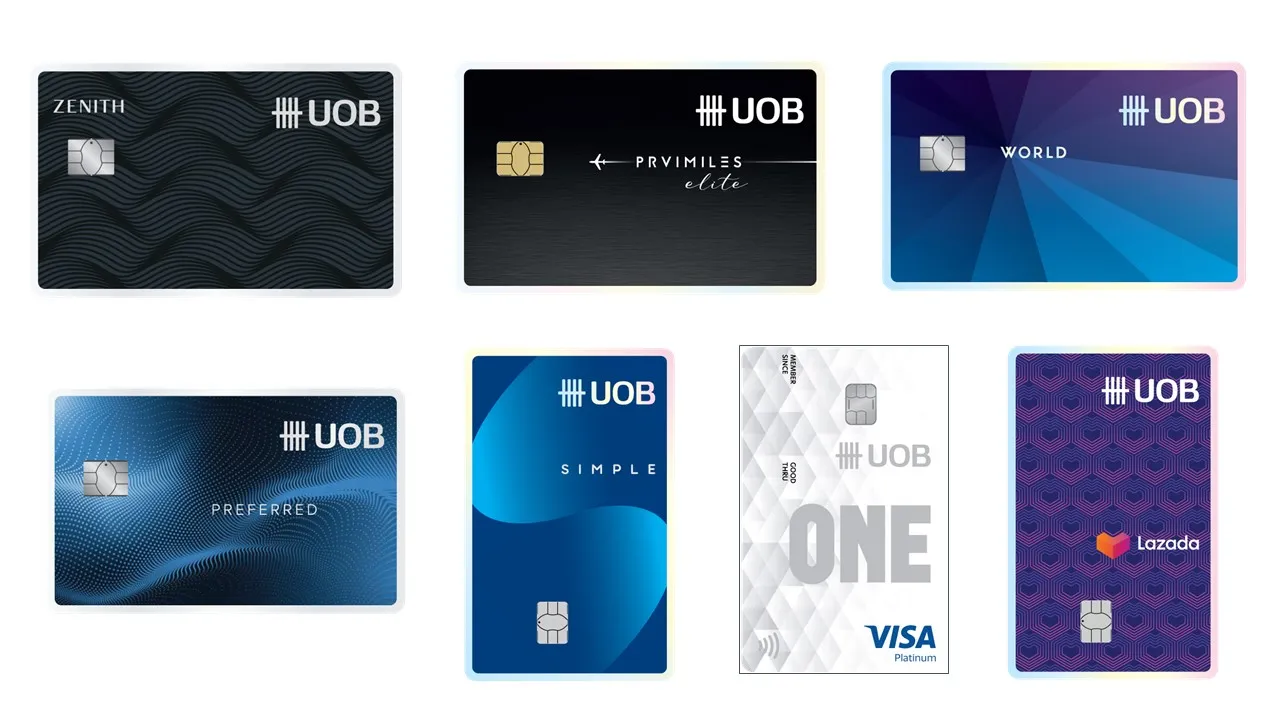 ZENITH
UOB
UOB
PRVIMILES
elite
UOB
WORLD
UOB
PREFERRED
UOB
SIMPLE
MEMBER
SINCE
UOB
GOOD
THRU
ONE
VISA
Platinum
UOB
Lazada